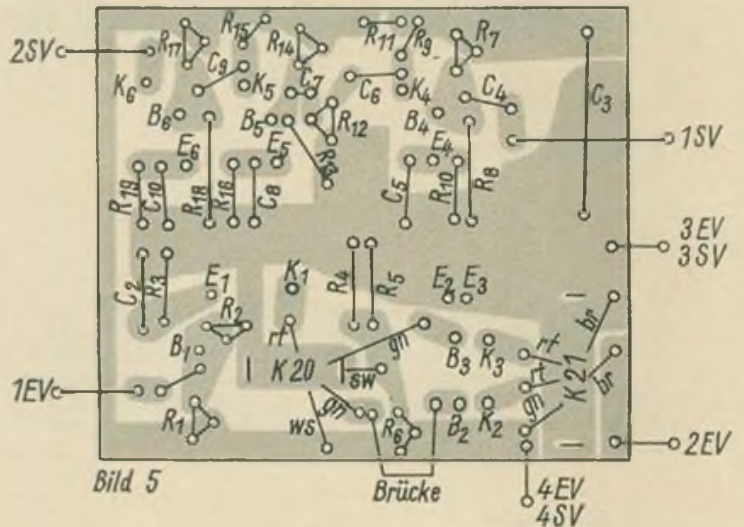 2SV
R17
R15
R14
R11
R9
R7
K6
C9
K5
C7
C6
K4
C4
C3
B6
B5
R12
B4
1SV
R19
C10
E6
R18
R16
C8
E5
C5
E4
R10
R8
3EV
3SV
C2
R3
E1
K1
R4
R5
E2 E3
R2
rt
gn
B3 K3
rt
br
B1
K20
sw
rt
K21
br
1EV
R1
ws
gn
R6
B2 K2
gn
2EV
Bild 5
Brücke
4EV
4SV